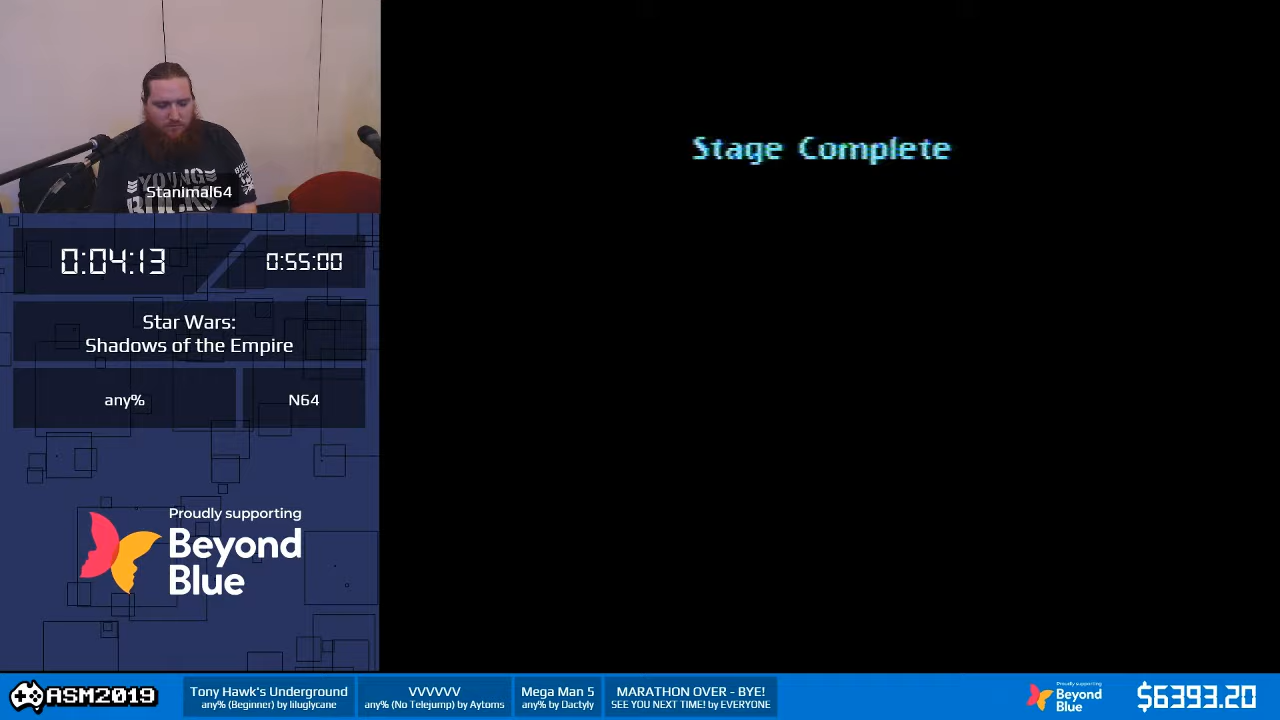 Stage Complete
YOUNG
ROCKS
Stanimal64
0:04:13
0:55:00
Star Wars:
Shadows of the Empire
any%
N64
Proudly supporting
Beyond
Blue
ASM2019
Tony Hawk's Underground
any% (Beginner) by liluglycane
VVVVVV
any% (No Telejump) by Aytoms
Mega Man 5
any% by Dactyly
MARATHON OVER - BYE!
SEE YOU NEXT TIME! by EVERYONE
Proudly supporting
Beyond
Blue
$6393.20